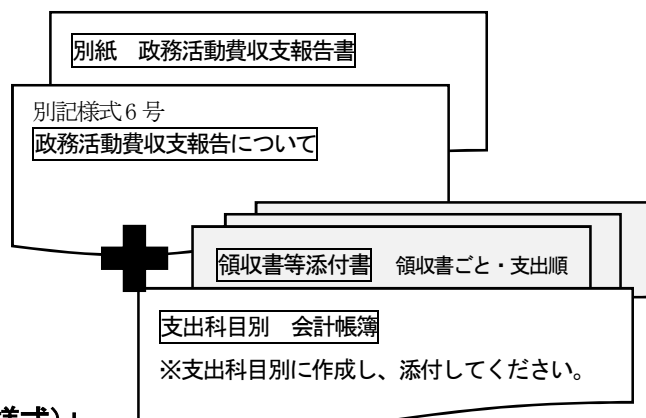 別紙　政務活動費収支報告書
別記様式６号
政務活動費収支報告について
領収書等添付書　領収書ごと・支出順
支出科目別　会計帳簿
※支出科目別に作成し、添付してください。
様式)」